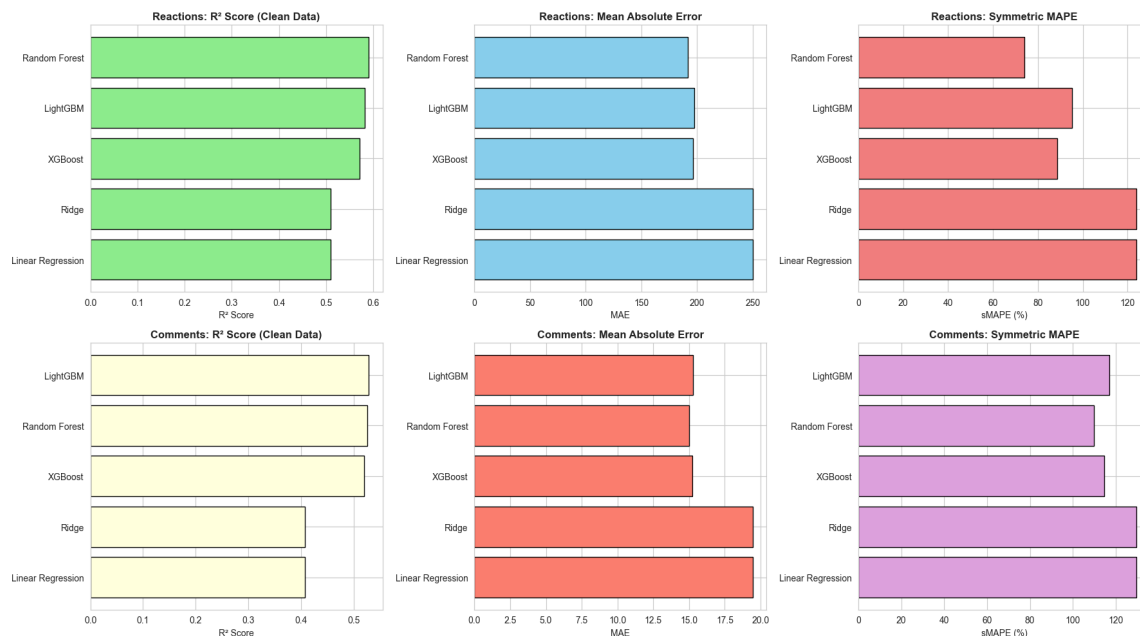 Reactions: R² Score (Clean Data)
Random Forest
LightGBM
XGBoost
Ridge
Linear Regression
0.0 0.1 0.2 0.3 0.4 0.5 0.6
R² Score
Reactions: Mean Absolute Error
Random Forest
LightGBM
XGBoost
Ridge
Linear Regression
0 50 100 150 200 250
MAE
Reactions: Symmetric MAPE
Random Forest
LightGBM
XGBoost
Ridge
Linear Regression
0 20 40 60 80 100 120
sMAPE (%)
Comments: R² Score (Clean Data)
LightGBM
Random Forest
XGBoost
Ridge
Linear Regression
0.0 0.1 0.2 0.3 0.4 0.5
R² Score
Comments: Mean Absolute Error
LightGBM
Random Forest
XGBoost
Ridge
Linear Regression
0.0 2.5 5.0 7.5 10.0 12.5 15.0 17.5 20.0
MAE
Comments: Symmetric MAPE
LightGBM
Random Forest
XGBoost
Ridge
Linear Regression
0 20 40 60 80 100 120
sMAPE (%)